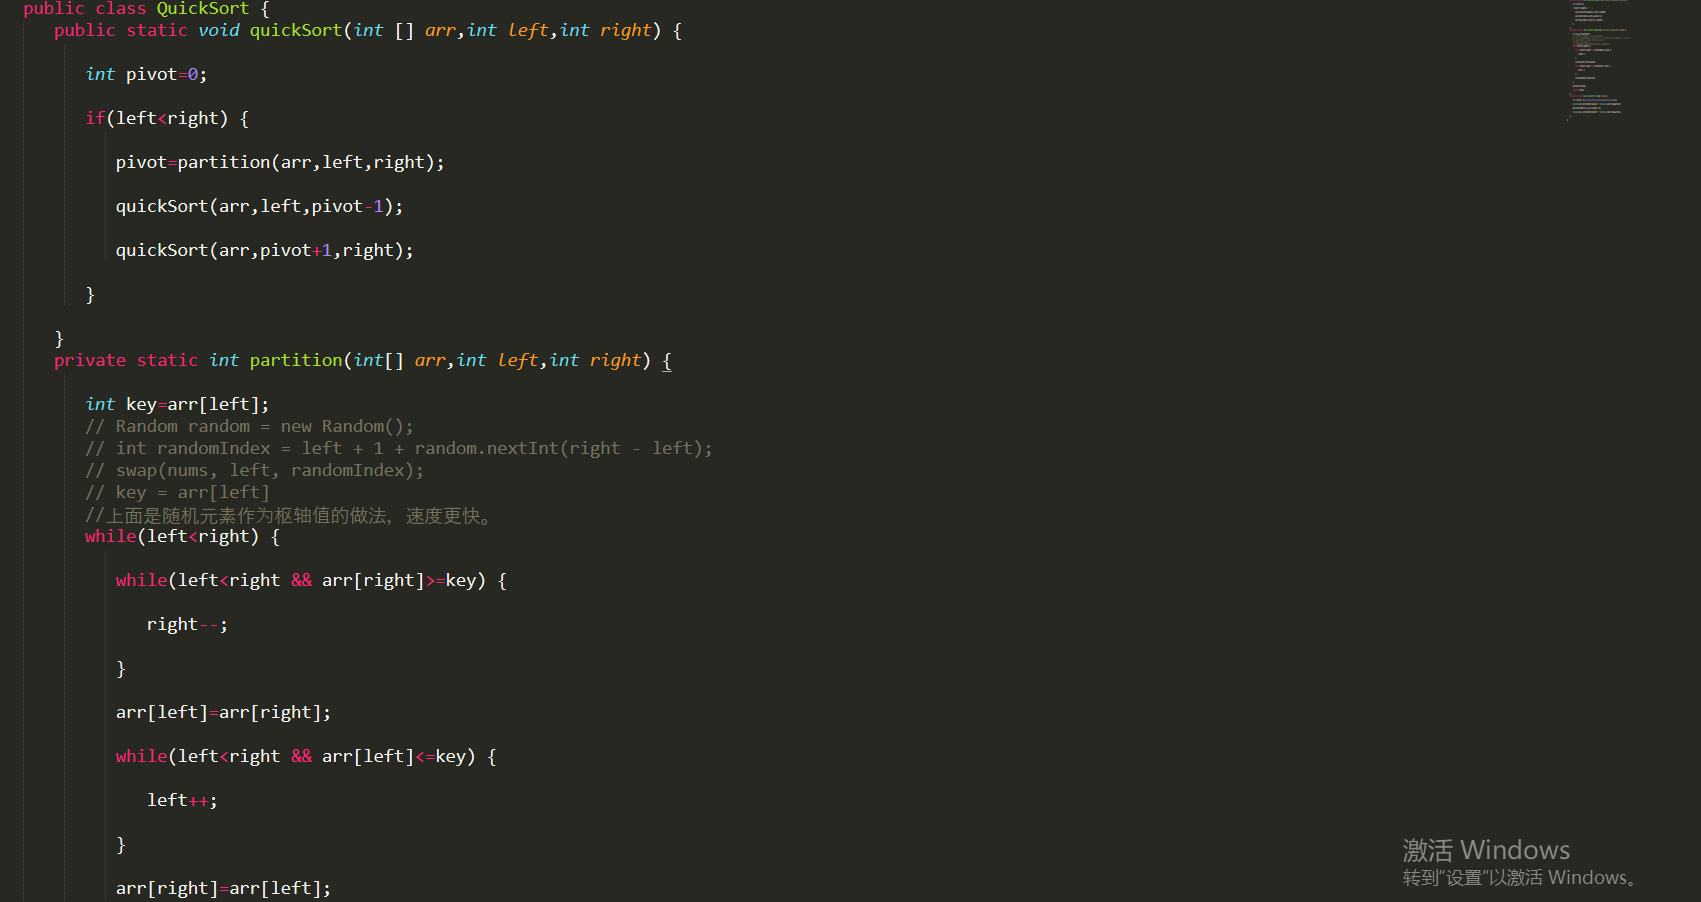 public class QuickSort {
public static void quickSort(int [] arr,int left,int right) {
int pivot=0;
if(left<right) {
pivot=partition(arr,left,right);
quickSort(arr,left,pivot-1);
quickSort(arr,pivot+1,right);
}
}
private static int partition(int[] arr,int left,int right) {
int key=arr[left];
// Random random = new Random();
// int randomIndex = left + 1 + random.nextInt(right - left);
// swap(nums, left, randomIndex);
// key = arr[left]
//上面是随机元素作为枢轴值的做法，速度更快。
while(left<right) {
while(left<right && arr[right]>=key) {
right--;
}
arr[left]=arr[right];
while(left<right && arr[left]<=key) {
left++;
}
arr[right]=arr[left];
激活 Windows
转到“设置”以激活 Windows。